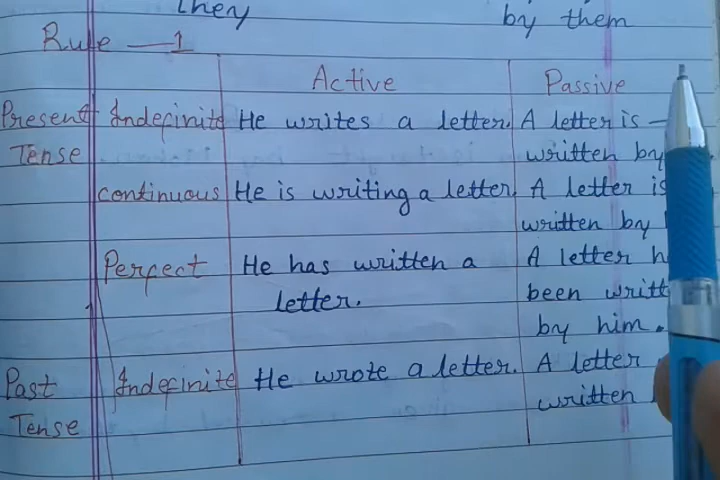 they by them
Rule — 1
Active Passive
Present Indefinite He writes a letter. A letter is —
Tense written by
continuous He is writing a letter. A letter is
written by
Perfect He has written a A letter
letter. been
by him.
Past Indefinite He wrote a letter. A letter
Tense written